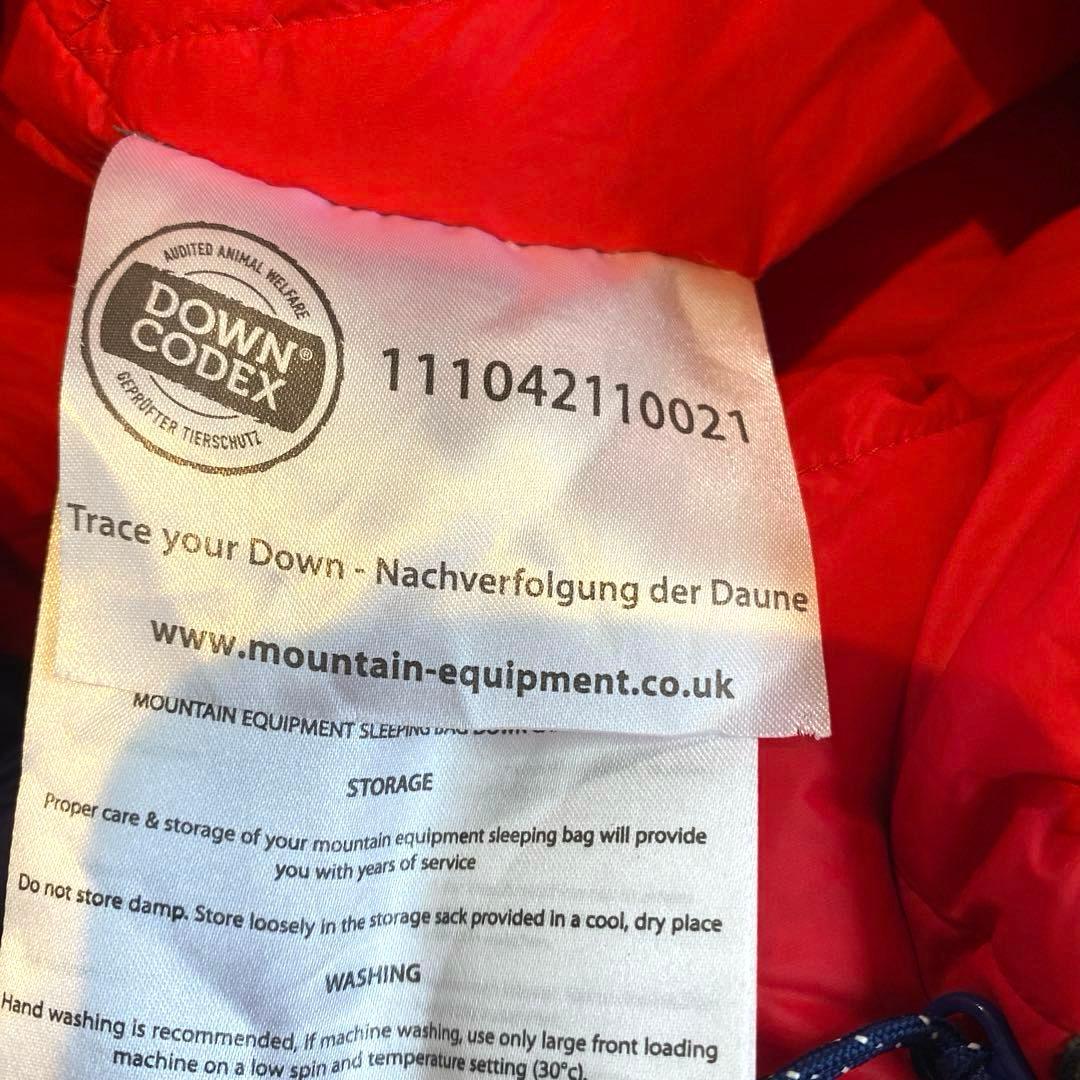 AUDITED ANIMAL WELFARE
DOWN
CODEX®
GEPRÜFTER TIERSCHUTZ
111042110021
Trace your Down - Nachverfolgung der Daune
www.mountain-equipment.co.uk
MOUNTAIN EQUIPMENT SLEEPING BAG
STORAGE
Proper care & storage of your mountain equipment sleeping bag will provide
you with years of service
Do not store damp. Store loosely in the storage sack provided in a cool, dry place
WASHING
Hand washing is recommended, If machine washing, use only large front loading
machine on a low spin and temperature setting (30°c).